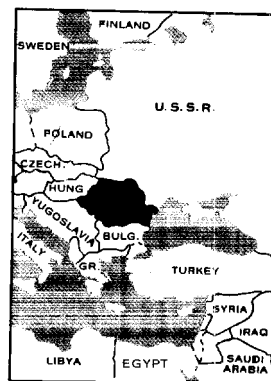 FINLAND
SWEDEN
U.S.S.R.
POLAND
CZECH.
HUNG
YUGOSLAVIA
ITALY
BULG.
GR.
TURKEY
SYRIA
IRAQ
SAUDI
ARABIA
LIBYA
EGYPT